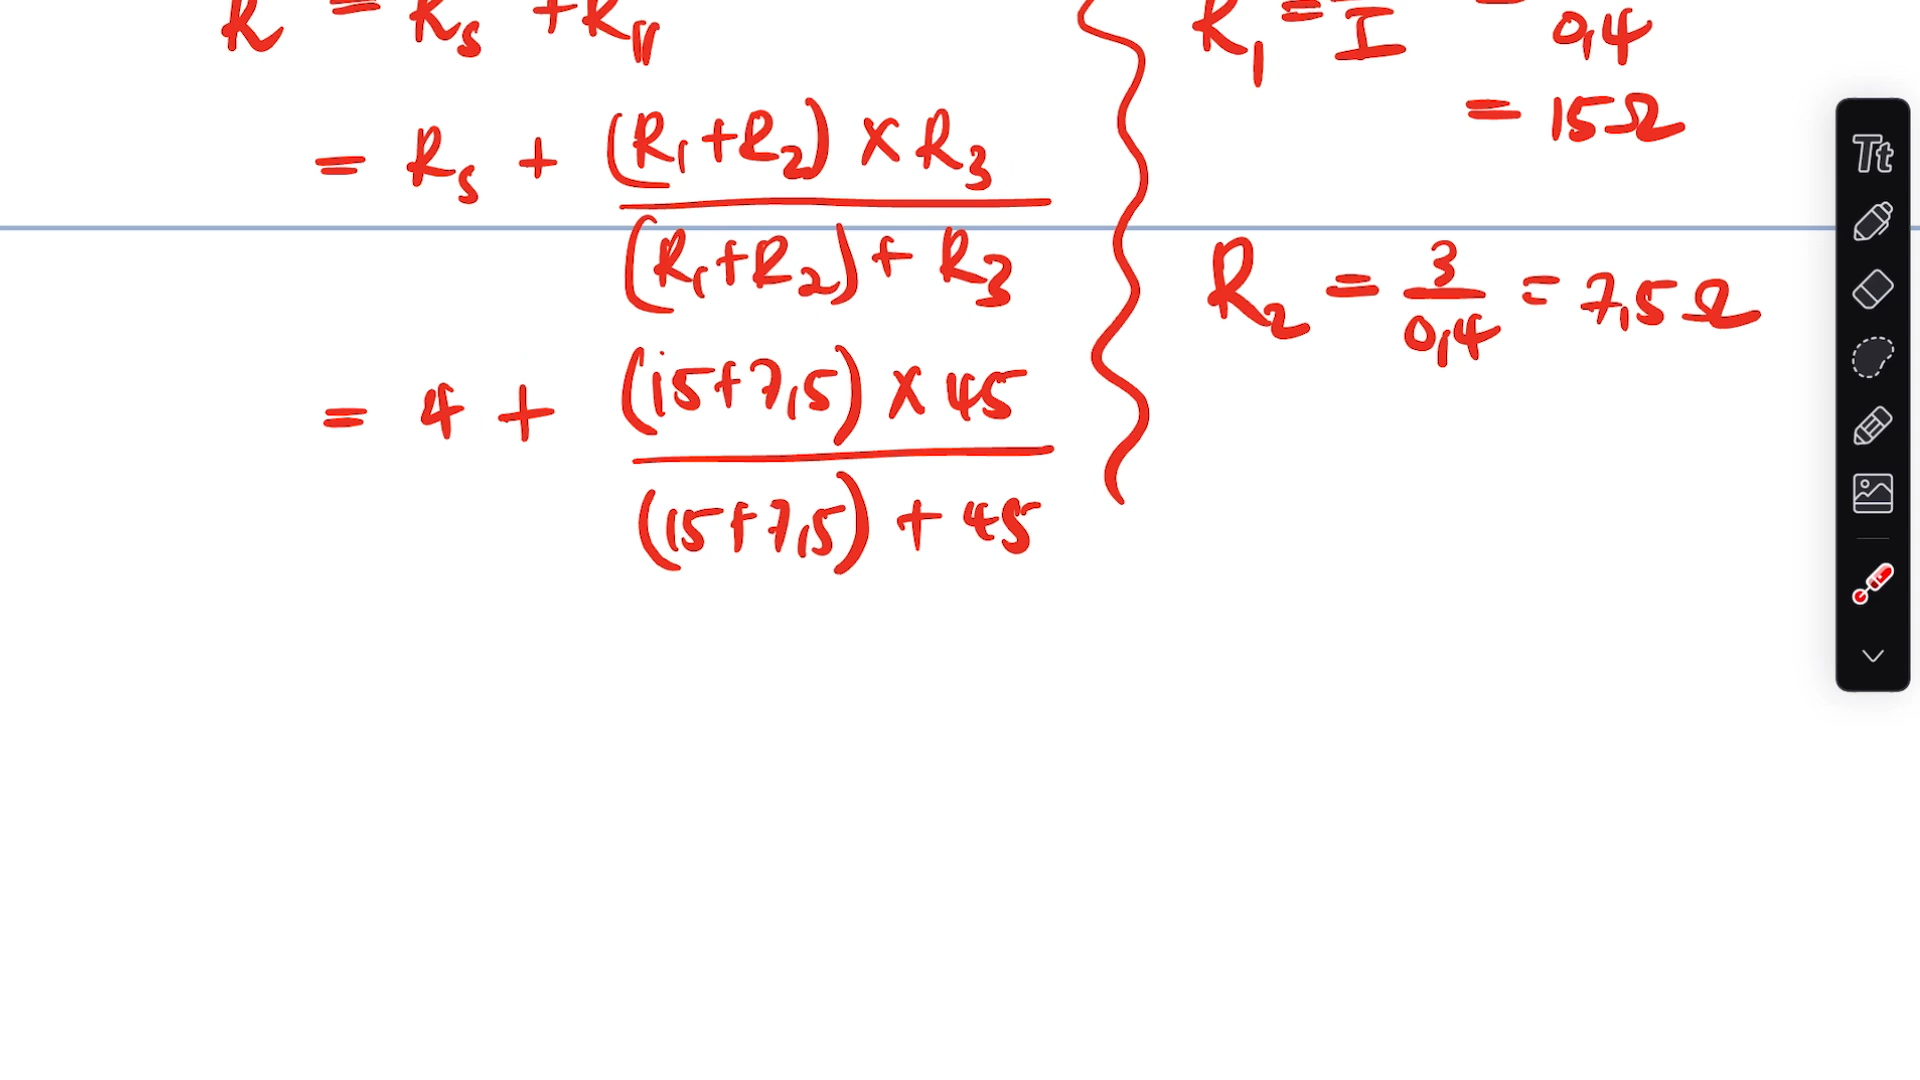 R = Rs + R//
= Rs + (R1+R2) × R3
(R1+R2) + R3
= 4 + (15+7,5) × 45
(15+7,5) + 45
R1 = I = 0,4
= 15Ω
R2 = 3/0,4 = 7,5Ω
Tt